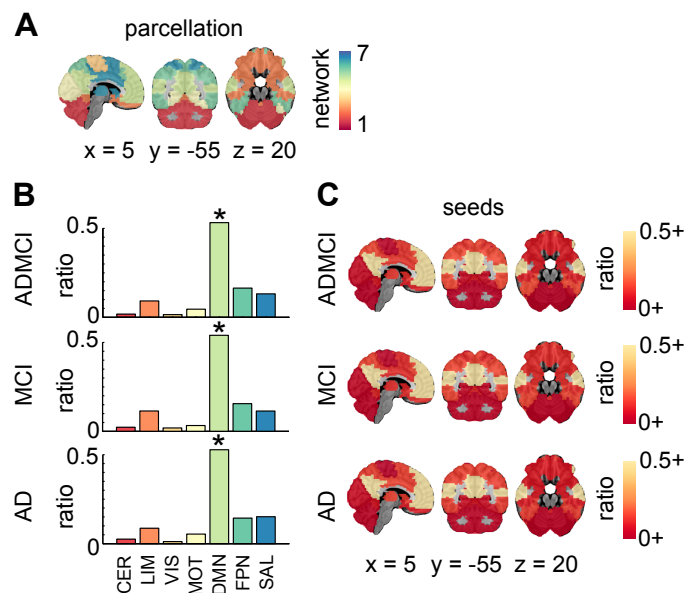 A
parcellation
7
network
1
x = 5 y = -55 z = 20
B
C
seeds
ADMCI
ratio
0.5
0
*
ADMCI
0.5+
ratio
0+
MCI
ratio
0.5
0
*
MCI
0.5+
ratio
0+
AD
ratio
0.5
0
*
AD
0.5+
ratio
0+
CER
LIM
VIS
MOT
DMN
FPN
SAL
x = 5 y = -55 z = 20